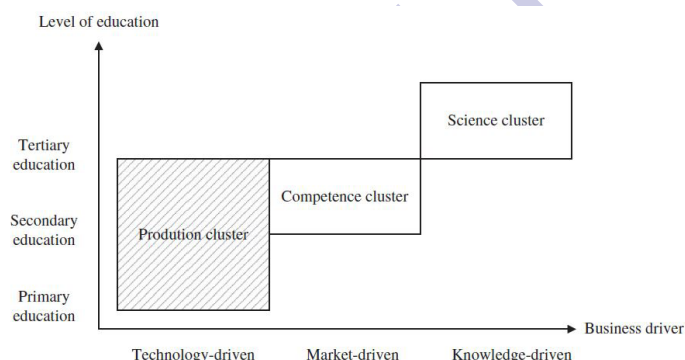 Level of education
Science cluster
Tertiary
education
Competence cluster
Secondary
education
Prodution cluster
Primary
education
Business driver
Technology-driven
Market-driven
Knowledge-driven